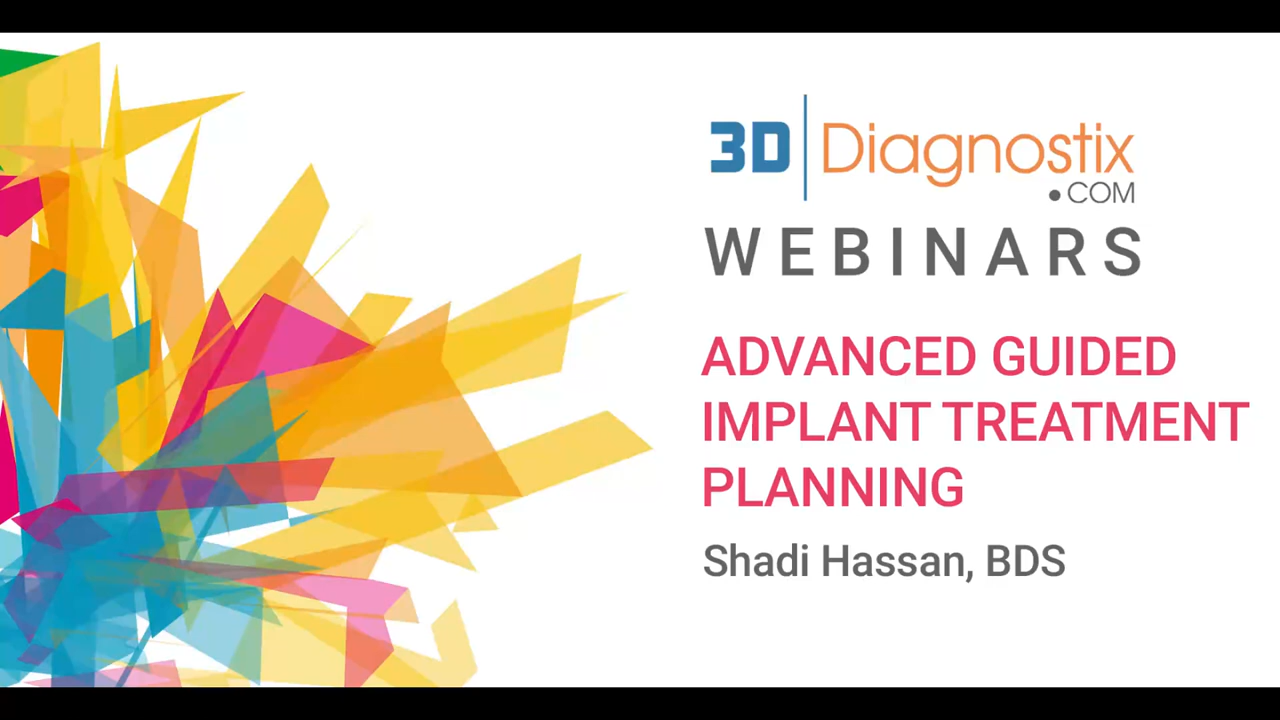 3D Diagnostix
.COM
WEBINARS
ADVANCED GUIDED
IMPLANT TREATMENT
PLANNING
Shadi Hassan, BDS